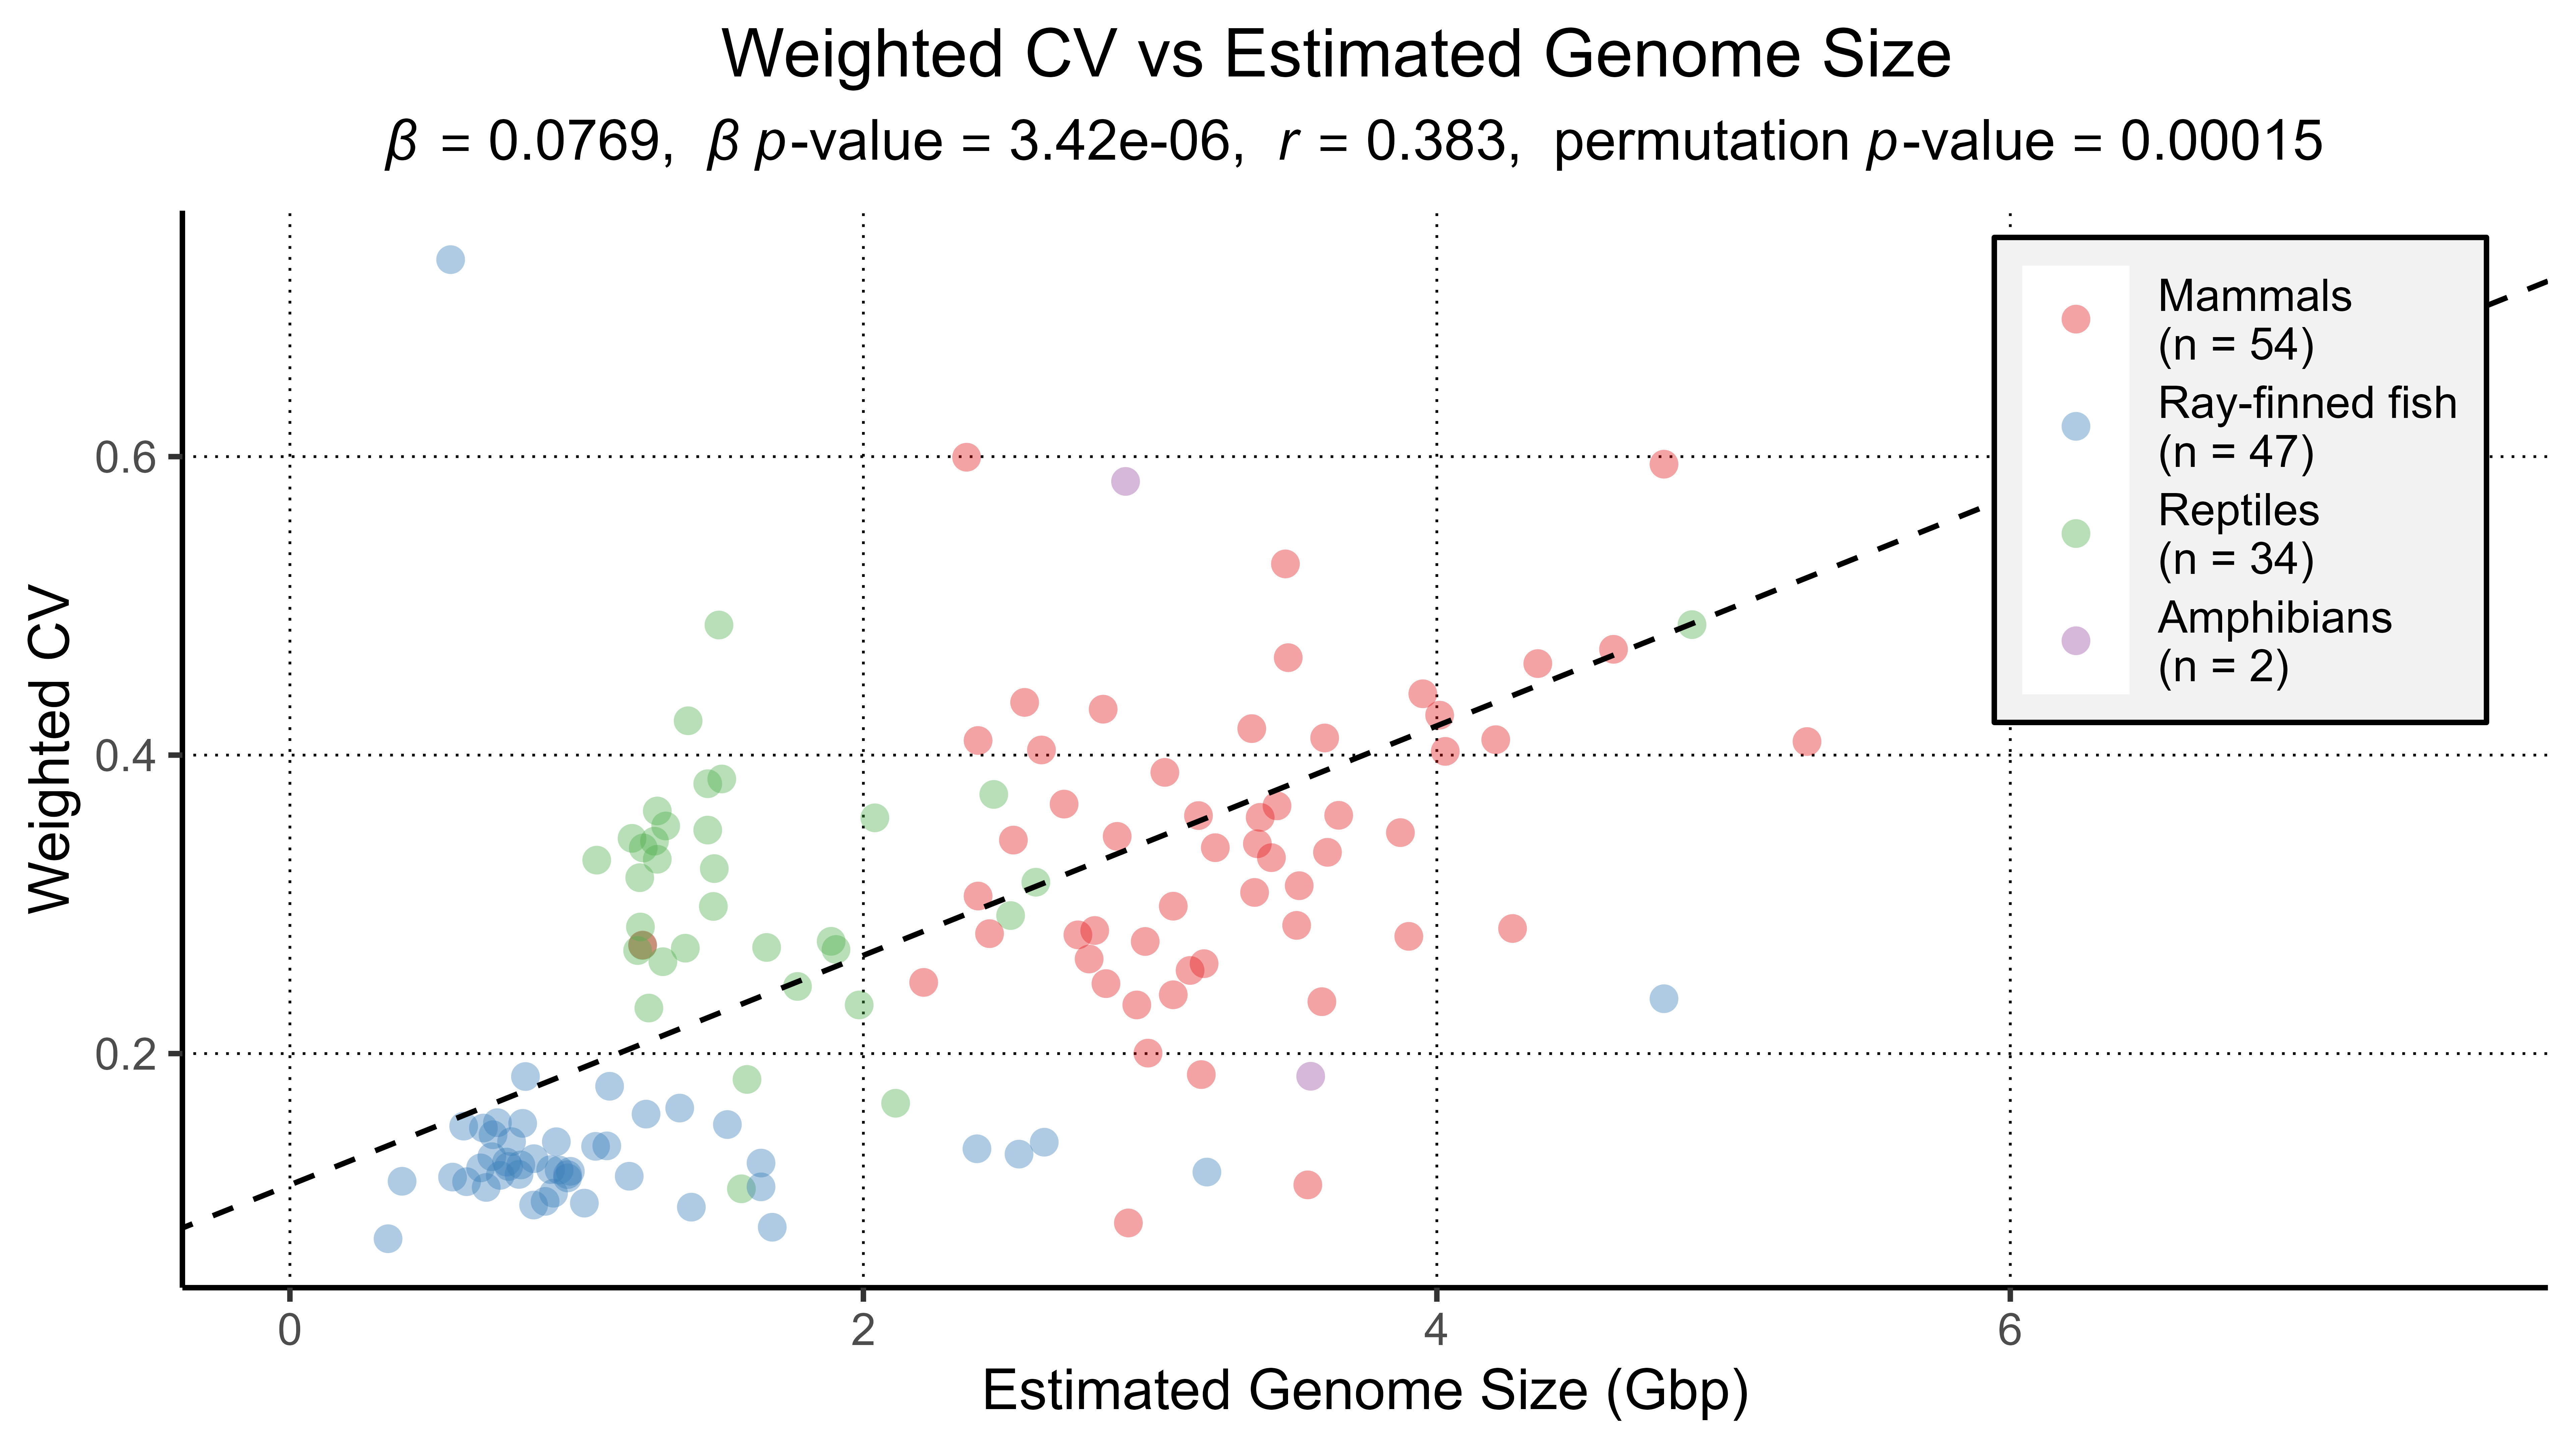 Weighted CV vs Estimated Genome Size
β = 0.0769, β p-value = 3.42e-06, r = 0.383, permutation p-value = 0.00015
Weighted CV
0.6
0.4
0.2
0
2
4
6
Estimated Genome Size (Gbp)
Mammals
(n = 54)
Ray-finned fish
(n = 47)
Reptiles
(n = 34)
Amphibians
(n = 2)